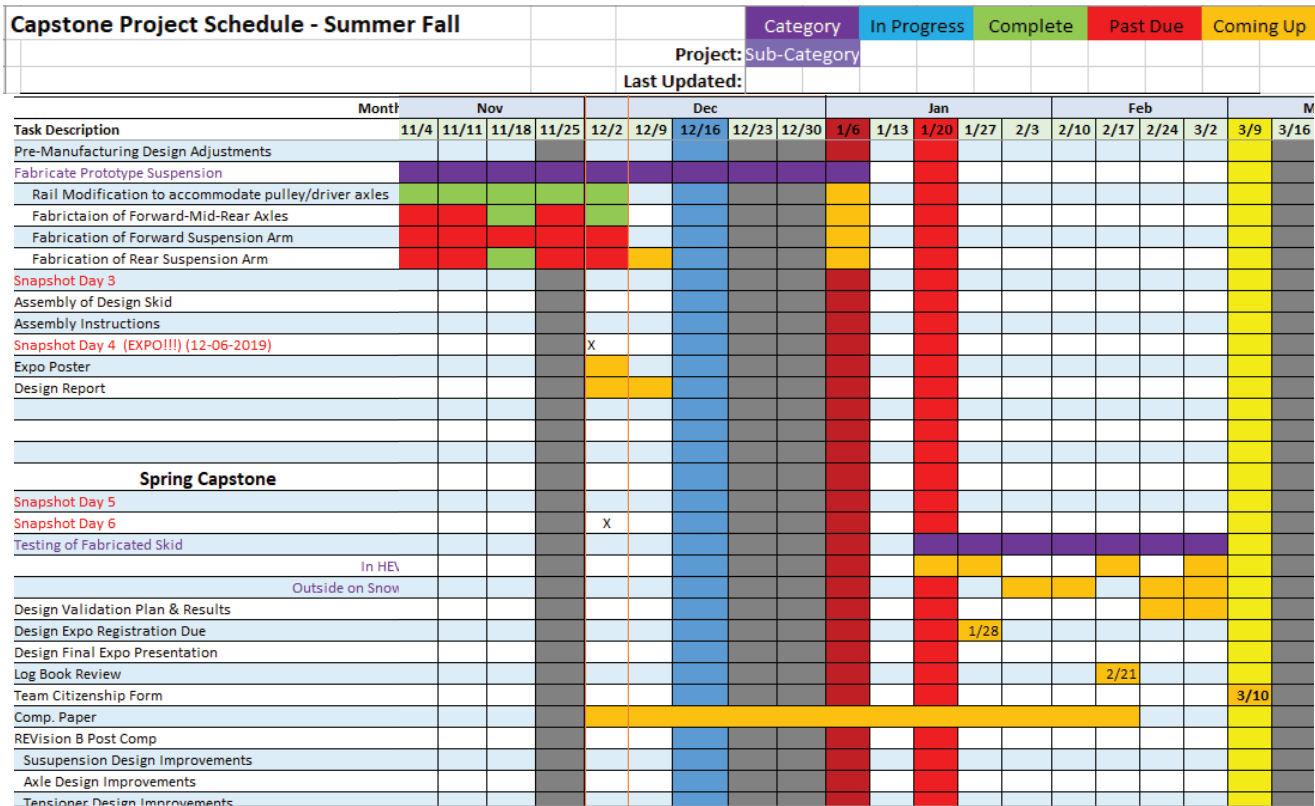 Capstone Project Schedule - Summer Fall Category In Progress Complete Past Due Coming Up
Project: Sub-Category
Last Updated:
Month Nov Dec Jan Feb M
Task Description 11/4 11/11 11/18 11/25 12/2 12/9 12/16 12/23 12/30 1/6 1/13 1/20 1/27 2/3 2/10 2/17 2/24 3/2 3/9 3/16
Pre-Manufacturing Design Adjustments
Fabricate Prototype Suspension
Rail Modification to accommodate pulley/driver axles
Fabrictaion of Forward-Mid-Rear Axles
Fabrication of Forward Suspension Arm
Fabrication of Rear Suspension Arm
Snapshot Day 3
Assembly of Design Skid
Assembly Instructions
Snapshot Day 4 (EXPO!!!) (12-06-2019) X
Expo Poster
Design Report
Spring Capstone
Snapshot Day 5
Snapshot Day 6 X
Testing of Fabricated Skid
In HEV
Outside on Snow
Design Validation Plan & Results
Design Expo Registration Due 1/28
Design Final Expo Presentation
Log Book Review 2/21
Team Citizenship Form 3/10
Comp. Paper
REVision B Post Comp
Susupension Design Improvements
Axle Design Improvements
Tensioner Design Improvements